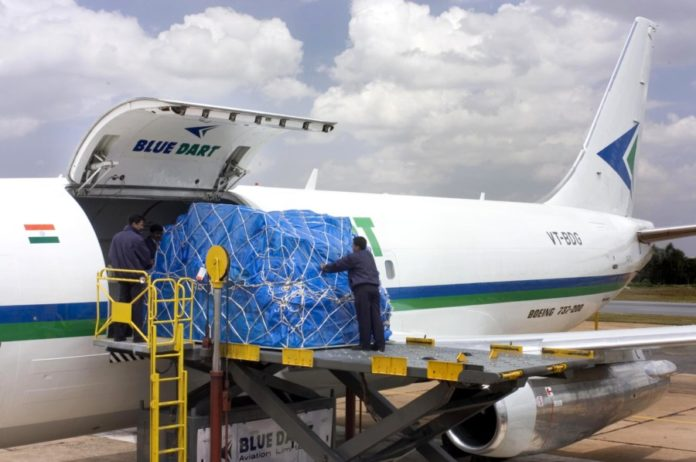 BLUE DART
T
VT-BDG
BOEING 737-200
BLUE DART
Aviation Limited